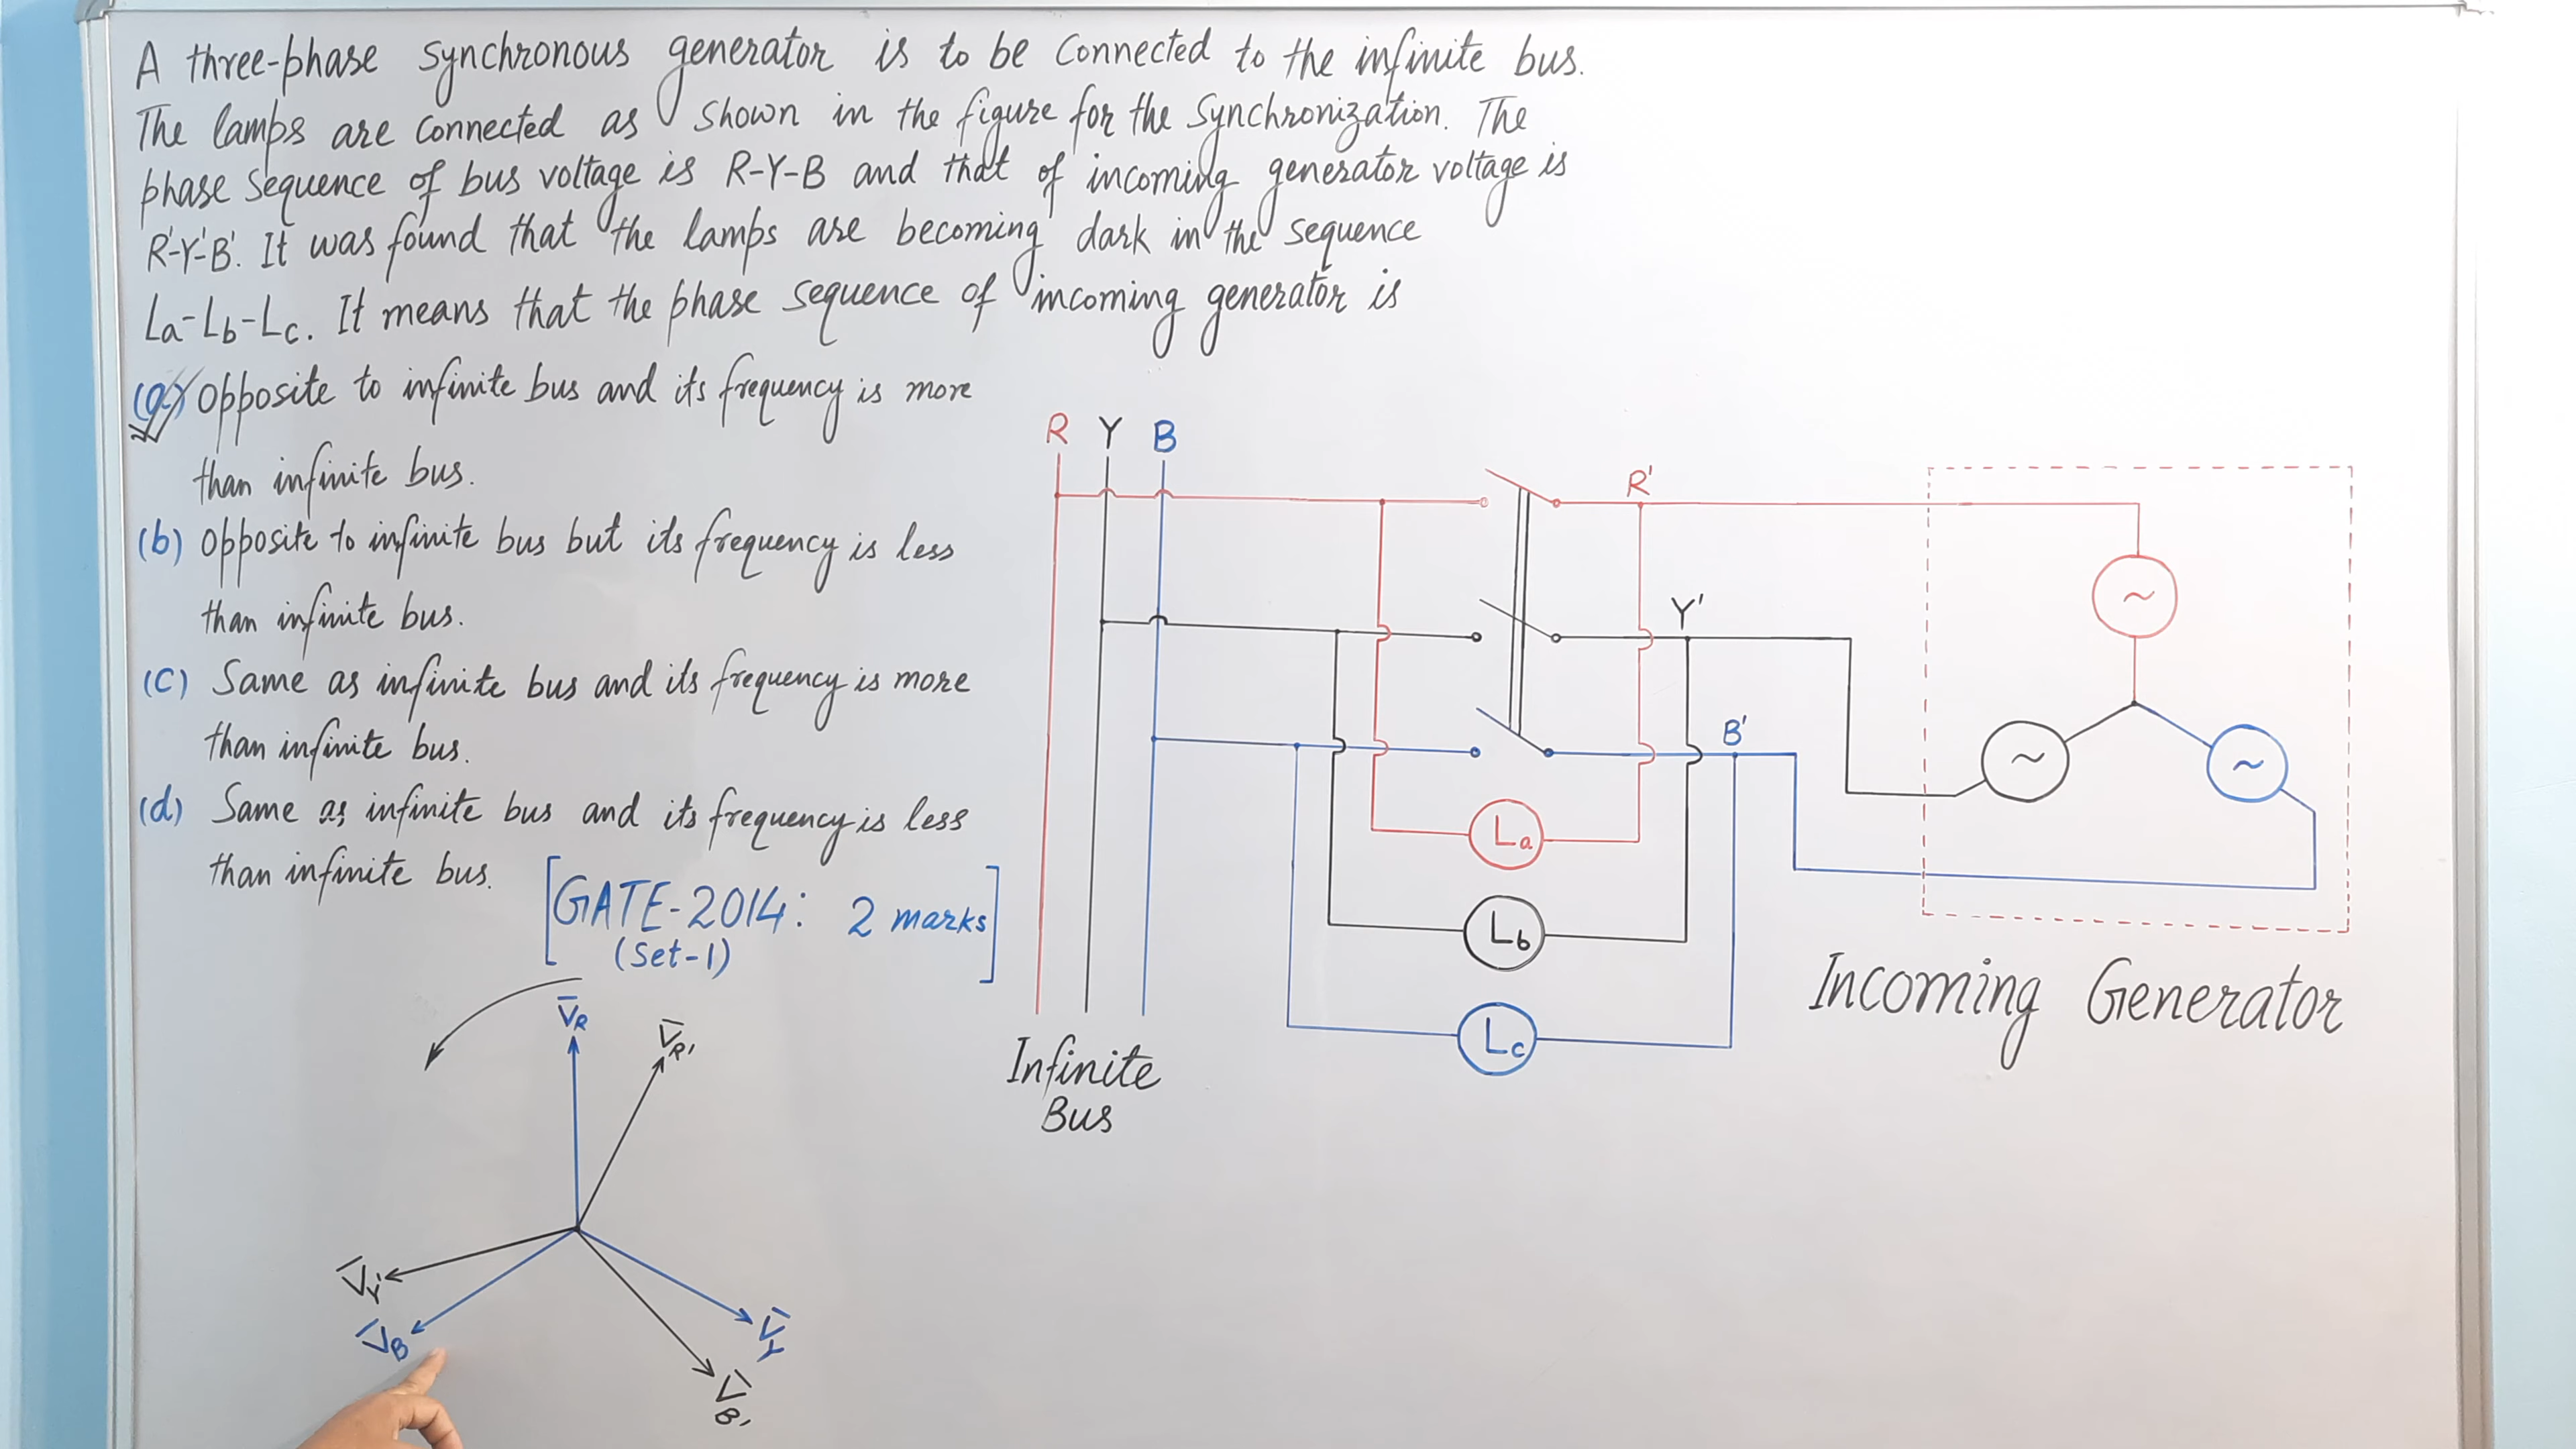 A three-phase synchronous generator is to be connected to the infinite bus.
The lamps are connected as shown in the figure for the synchronization. The
phase sequence of bus voltage is R-Y-B and that of incoming generator voltage is
R'-Y'-B'. It was found that the lamps are becoming dark in the sequence
La-Lb-Lc. It means that the phase sequence of incoming generator is
(a) Opposite to infinite bus and its frequency is more
than infinite bus.
(b) Opposite to infinite bus but its frequency is less
than infinite bus.
(c) Same as infinite bus and its frequency is more
than infinite bus.
(d) Same as infinite bus and its frequency is less
than infinite bus.
[GATE-2014: 2 marks]
(Set-1)
R Y B
R'
Y'
B'
~
~
~
La
Lb
Lc
Infinite
Bus
Incoming Generator
V̄R
V̄R'
V̄Y'
V̄B
V̄Y
V̄B'